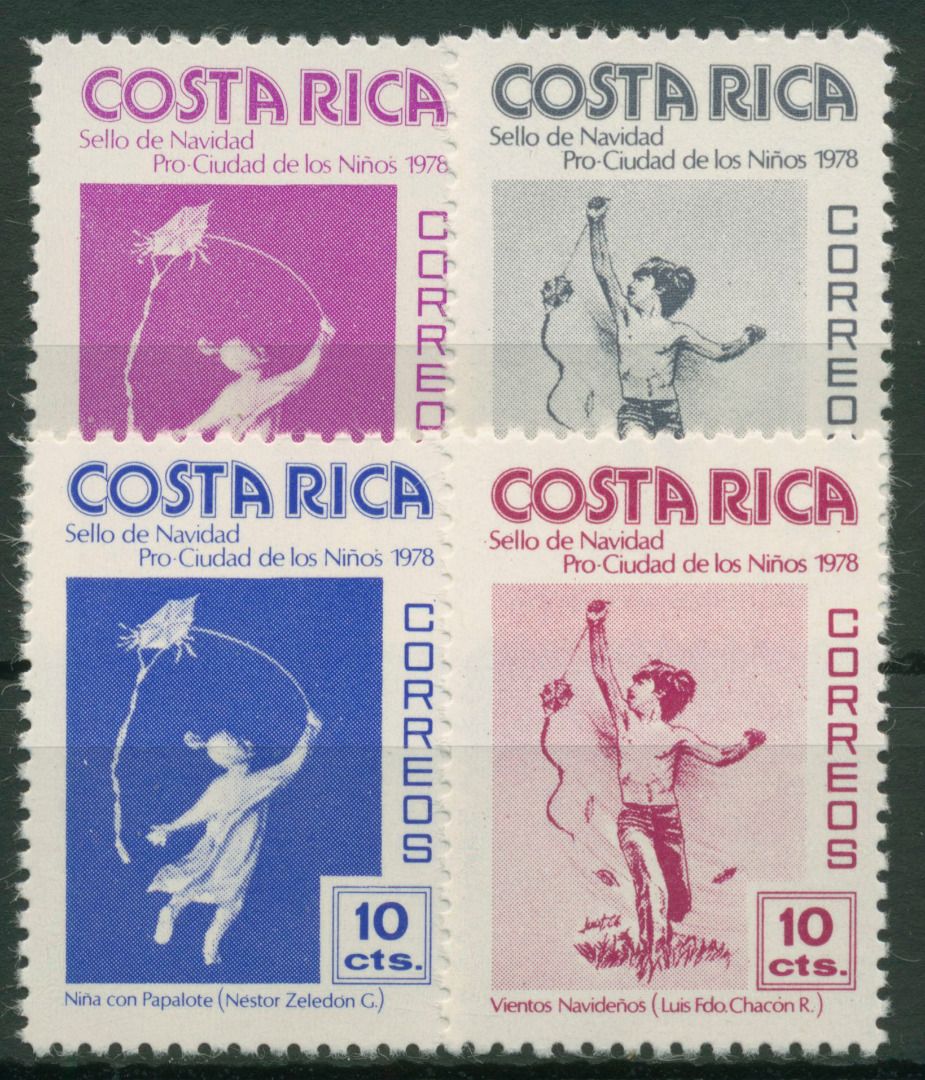 COSTA RICA
Sello de Navidad
Pro-Ciudad de los Niños 1978
CORREO
COSTA RICA
Sello de Navidad
Pro-Ciudad de los Niños 1978
CORREO
COSTA RICA
Sello de Navidad
Pro-Ciudad de los Niños 1978
CORREOS
10
cts.
Niña con Papalote (Néstor Zeledón G.)
COSTA RICA
Sello de Navidad
Pro-Ciudad de los Niños 1978
CORREOS
10
cts.
Vientos Navideños (Luis Fdo. Chacón R.)